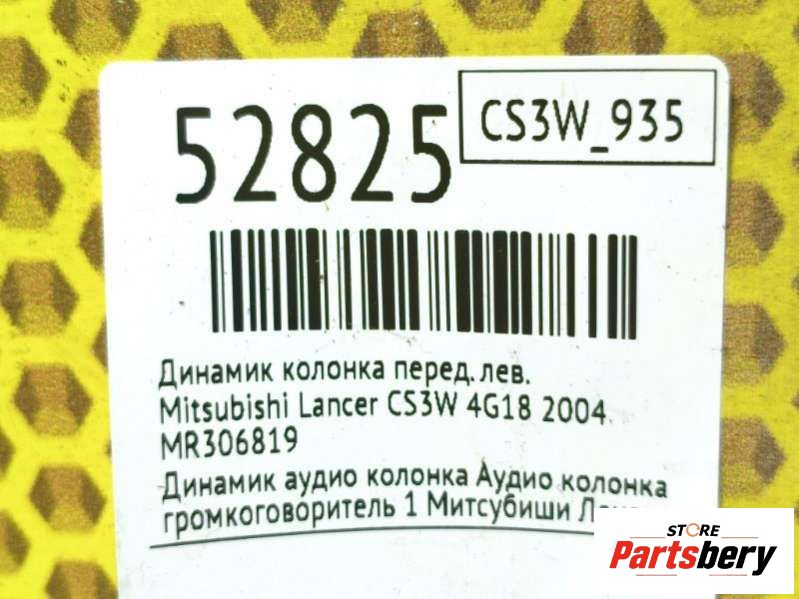 52825
CS3W_935
Динамик колонка перед.лев.
Mitsubishi Lancer CS3W 4G18 2004
MR306819
Динамик аудио колонка Аудио колонка
громкоговоритель 1 Митсубиши
STORE
Partsbery